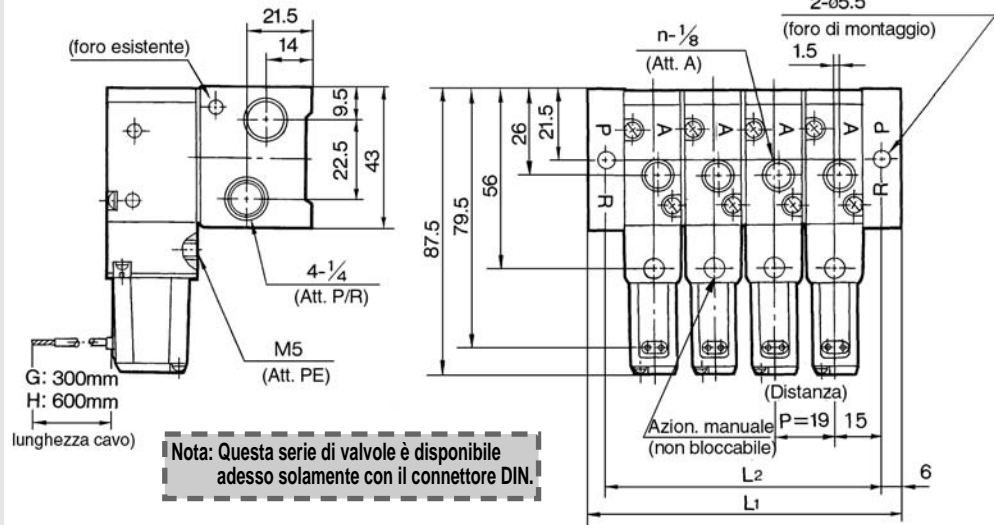 21.5
14
(foro esistente)
9.5
22.5
43
4-1/4
(Att. P/R)
M5
(Att. PE)
G: 300mm
H: 600mm
lunghezza cavo)
Nota: Questa serie di valvole è disponibile
adesso solamente con il connettore DIN.
2-ø5.5
(foro di montaggio)
n-1/8
(Att. A)
1.5
87.5
79.5
56
26
21.5
P
A
A
A
A
P
R
R
(Distanza)
Azion. manuale
(non bloccabile)
P=19
15
L2
6
L1